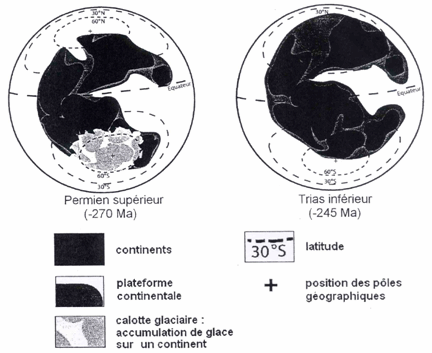 30°N
60°N
Equateur
60°S
30°S
Permien supérieur
(-270 Ma)
30°N
Equateur
60°S
30°S
Trias inférieur
(-245 Ma)
continents
plateforme
continentale
calotte glaciaire :
accumulation de glace
sur un continent
30°S
latitude
+
position des pôles
géographiques